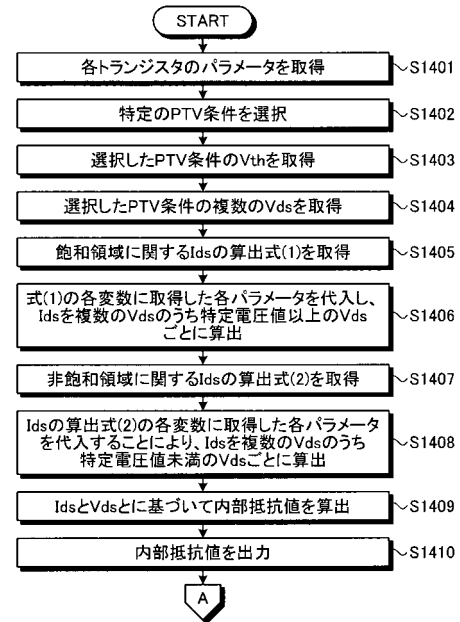 START
各トランジスタのパラメータを取得
S1401
特定のPTV条件を選択
S1402
選択したPTV条件のVthを取得
S1403
選択したPTV条件の複数のVdsを取得
S1404
飽和領域に関するIdsの算出式(1)を取得
S1405
式(1)の各変数に取得した各パラメータを代入し、
Idsを複数のVdsのうち特定電圧値以上のVds
ごとに算出
S1406
非飽和領域に関するIdsの算出式(2)を取得
S1407
Idsの算出式(2)の各変数に取得した各パラメータ
を代入することにより、Idsを複数のVdsのうち
特定電圧値未満のVdsごとに算出
S1408
IdsとVdsとに基づいて内部抵抗値を算出
S1409
内部抵抗値を出力
S1410
A